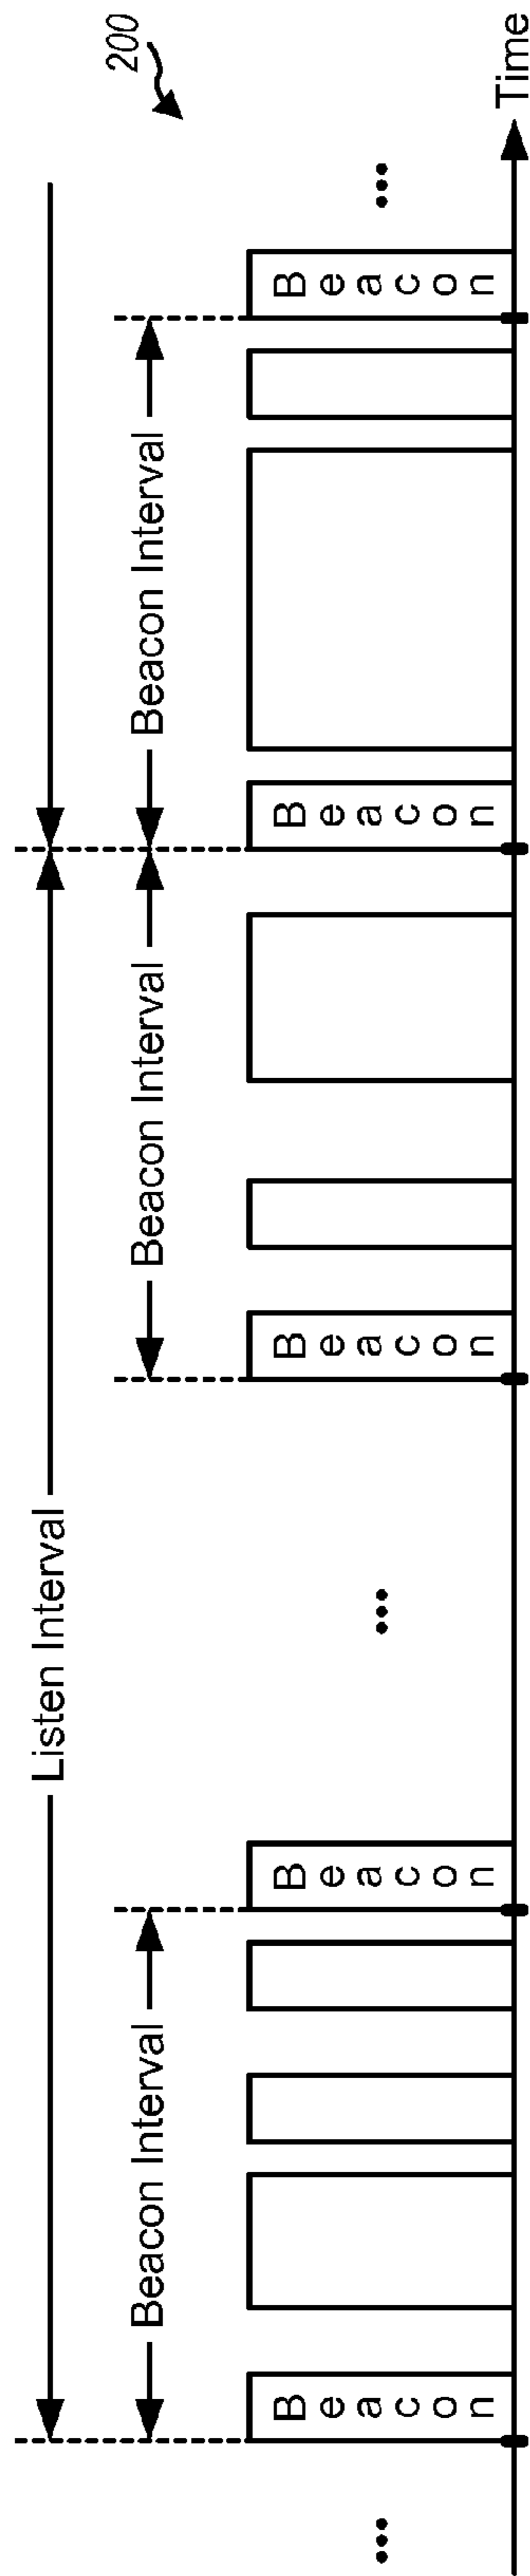 200
Listen Interval
Beacon Interval
Beacon Interval
Beacon Interval
...
Beacon
Beacon
...
Beacon
Beacon
Beacon
...
Time